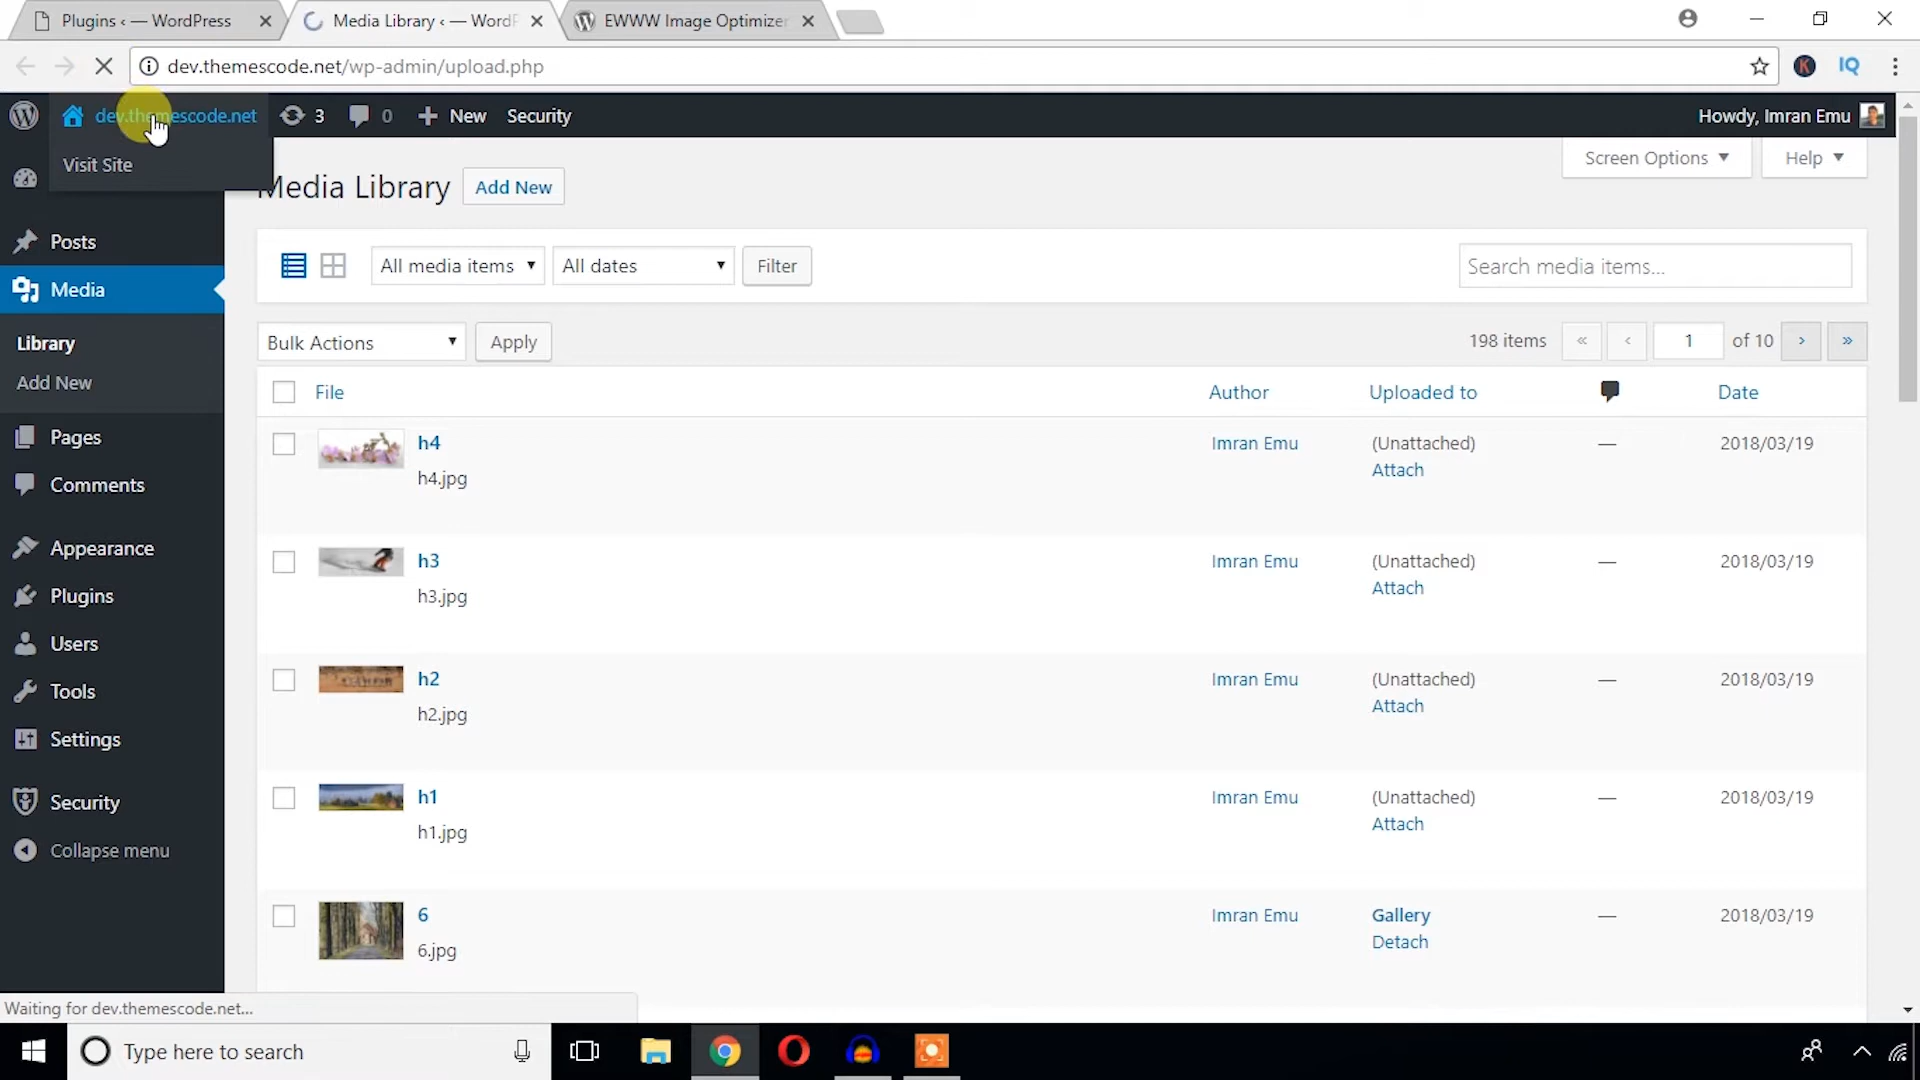 Plugins ‹ — WordPress
Media Library ‹ — WordP
EWWW Image Optimizer
dev.themescode.net/wp-admin/upload.php
IQ
dev.themescode.net
3
0
New
Security
Howdy, Imran Emu
Visit Site
Media Library
Add New
Screen Options
Help
Posts
Media
Library
Add New
Pages
Comments
Appearance
Plugins
Users
Tools
Settings
Security
Collapse menu
All media items
All dates
Filter
Search media items...
Bulk Actions
Apply
198 items
«
‹
1
of 10
›
»
File
Author
Uploaded to
Date
h4
h4.jpg
Imran Emu
(Unattached)
Attach
—
2018/03/19
h3
h3.jpg
Imran Emu
(Unattached)
Attach
—
2018/03/19
h2
h2.jpg
Imran Emu
(Unattached)
Attach
—
2018/03/19
h1
h1.jpg
Imran Emu
(Unattached)
Attach
—
2018/03/19
6
6.jpg
Imran Emu
Gallery
Detach
—
2018/03/19
Waiting for dev.themescode.net...
Type here to search